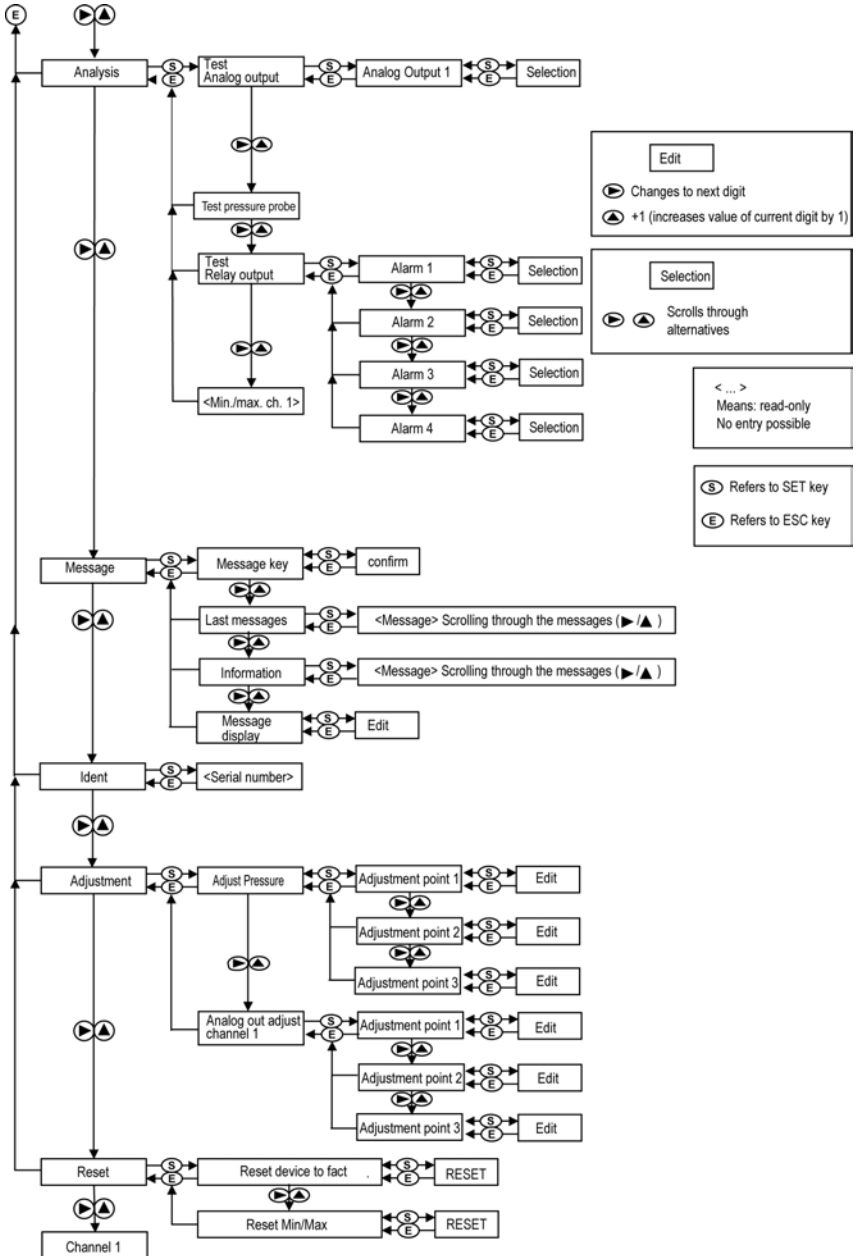 E
Analysis
S
E
Test
Analog output
S
E
Analog Output 1
S
E
Selection
Test pressure probe
Test
Relay output
S
E
Alarm 1
S
E
Selection
Alarm 2
S
E
Selection
Alarm 3
S
E
Selection
<Min./max. ch. 1>
Alarm 4
S
E
Selection
Edit
Changes to next digit
+1 (increases value of current digit by 1)
Selection
Scrolls through
alternatives
< ... >
Means: read-only
No entry possible
S Refers to SET key
E Refers to ESC key
Message
S
E
Message key
S
E
confirm
Last messages
S
E
<Message> Scrolling through the messages (▶/▲ )
Information
S
E
<Message> Scrolling through the messages (▶/▲ )
Message
display
S
E
Edit
Ident
S
E
<Serial number>
Adjustment
S
E
Adjust Pressure
S
E
Adjustment point 1
S
E
Edit
Adjustment point 2
S
E
Edit
Adjustment point 3
S
E
Edit
Analog out adjust
channel 1
S
E
Adjustment point 1
S
E
Edit
Adjustment point 2
S
E
Edit
Adjustment point 3
S
E
Edit
Reset
S
E
Reset device to fact .
S
E
RESET
Reset Min/Max
S
E
RESET
Channel 1